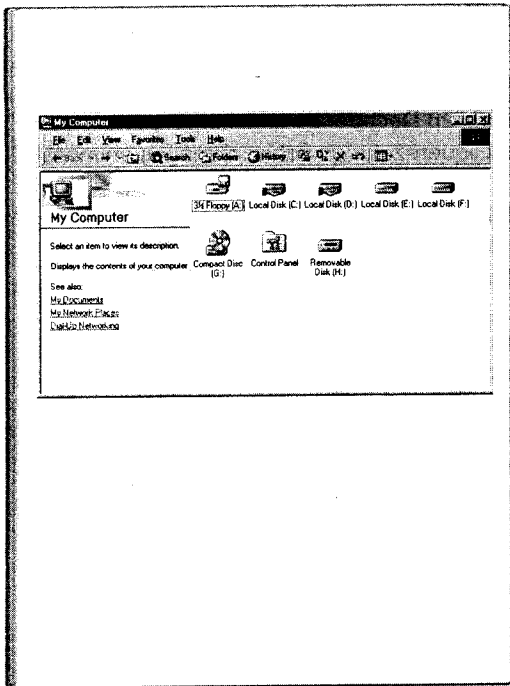 My Computer
File Edit View Favorites Tools Help
Search Folders History
My Computer
Select an item to view its description.
Displays the contents of your computer
See also:
My Documents
My Network Places
Dial-Up Networking
3½ Floppy (A:) Local Disk (C:) Local Disk (D:) Local Disk (E:) Local Disk (F:)
Compact Disc (G:) Control Panel Removable Disk (H:)